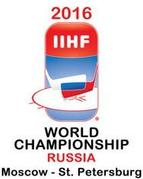 2016
IIHF
WORLD
CHAMPIONSHIP
RUSSIA
Moscow - St. Petersburg